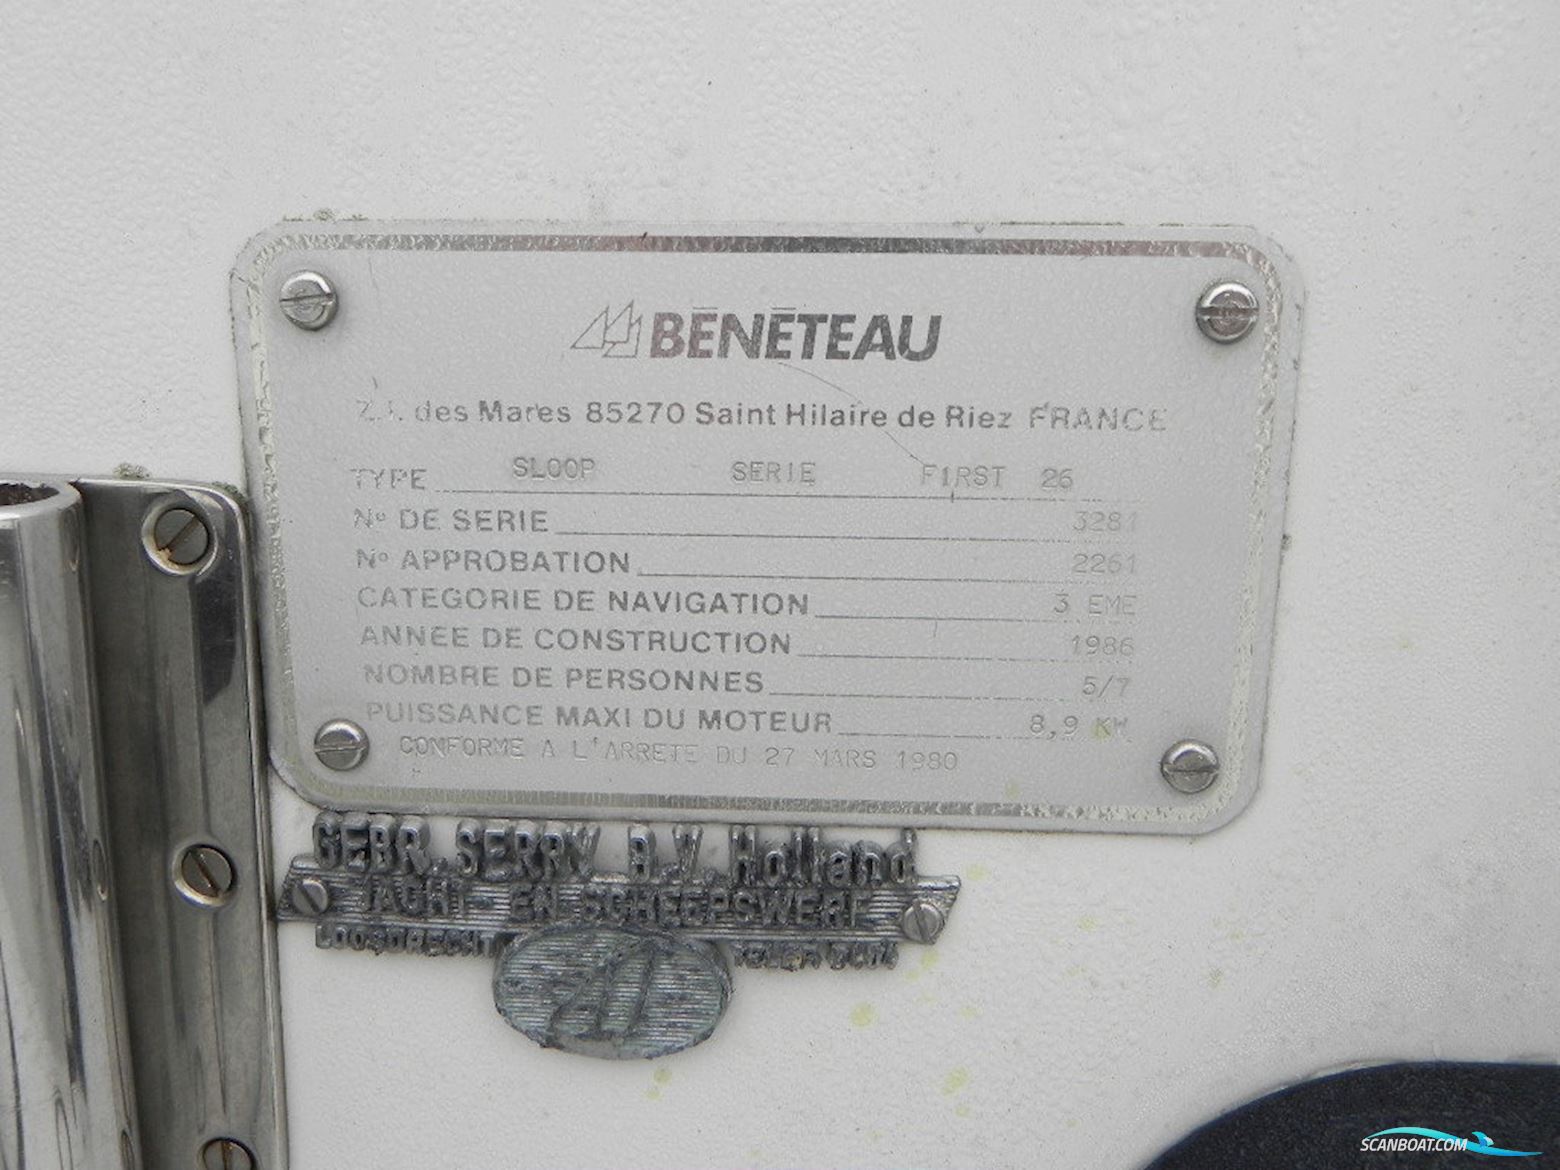 BĒNĒTEAU
Z.I. des Mares 85270 Saint Hilaire de Riez FRANCE
TYPE SLOOP SERIE FIRST 26
Nº DE SERIE 3281
Nº APPROBATION 2261
CATEGORIE DE NAVIGATION 3 EME
ANNEE DE CONSTRUCTION 1986
NOMBRE DE PERSONNES 5/7
PUISSANCE MAXI DU MOTEUR 8,9 KW
CONFORME A L'ARRETE DU 27 MARS 1980
GEBR. SERRY B.V. Holland
JACHT- EN SCHEEPSWERF
LOOSDRECHT
SCANBOAT.COM